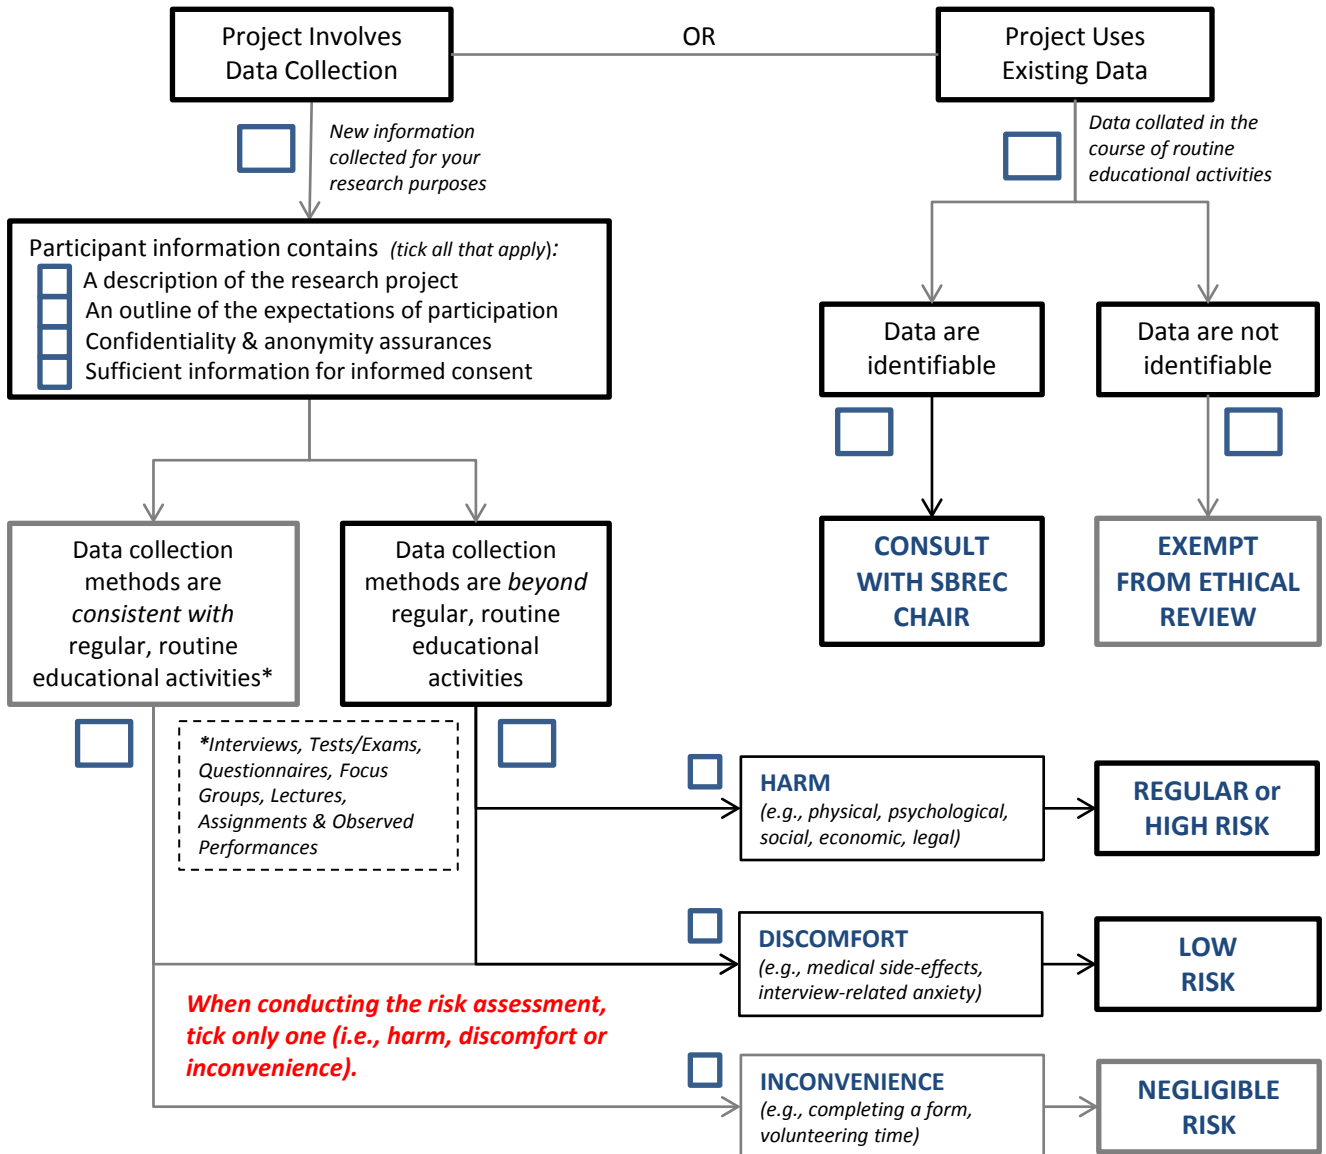 Project Involves
Data Collection
OR
Project Uses
Existing Data
New information
collected for your
research purposes
Data collated in the
course of routine
educational activities
Participant information contains (tick all that apply):
A description of the research project
An outline of the expectations of participation
Confidentiality & anonymity assurances
Sufficient information for informed consent
Data are
identifiable
Data are not
identifiable
Data collection
methods are
consistent with
regular, routine
educational activities*
Data collection
methods are beyond
regular, routine
educational
activities
CONSULT
WITH SBREC
CHAIR
EXEMPT
FROM ETHICAL
REVIEW
*Interviews, Tests/Exams,
Questionnaires, Focus
Groups, Lectures,
Assignments & Observed
Performances
HARM
(e.g., physical, psychological,
social, economic, legal)
REGULAR or
HIGH RISK
DISCOMFORT
(e.g., medical side-effects,
interview-related anxiety)
LOW
RISK
When conducting the risk assessment,
tick only one (i.e., harm, discomfort or
inconvenience).
INCONVENIENCE
(e.g., completing a form,
volunteering time)
NEGLIGIBLE
RISK